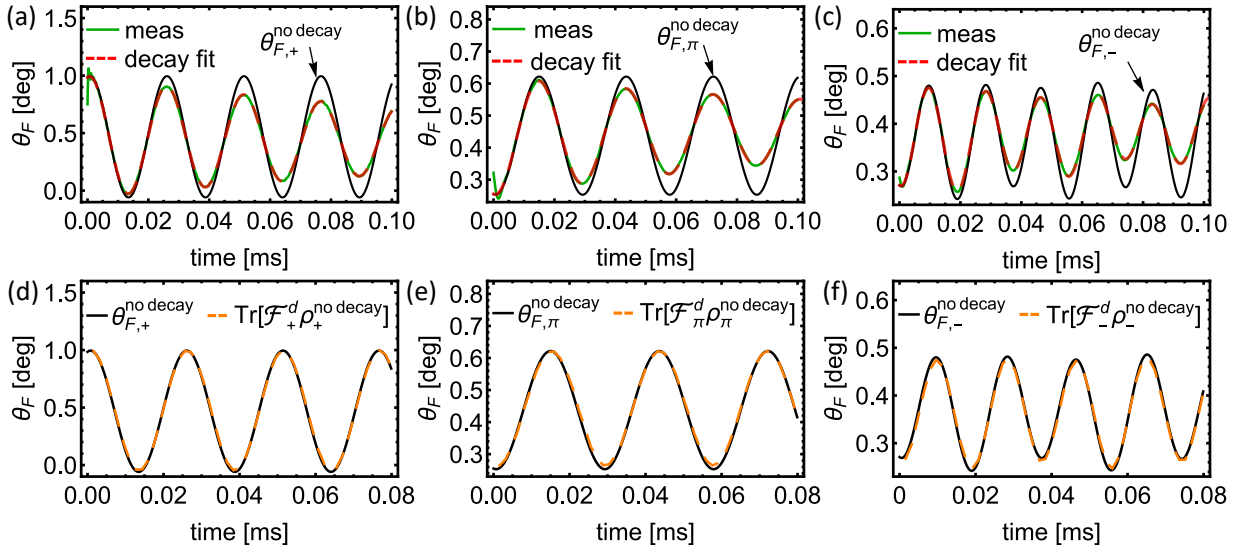 (a)
1.5
1.0
0.5
0.0
θ_F [deg]
meas
decay fit
θ_{F,+}^{no decay}
0.00 0.02 0.04 0.06 0.08 0.10
time [ms]
(b)
0.8
0.7
0.6
0.5
0.4
0.3
θ_F [deg]
meas
decay fit
θ_{F,π}^{no decay}
0.00 0.02 0.04 0.06 0.08 0.10
time [ms]
(c)
0.6
0.5
0.4
0.3
θ_F [deg]
meas
decay fit
θ_{F,-}^{no decay}
0.00 0.02 0.04 0.06 0.08 0.10
time [ms]
(d)
1.5
1.0
0.5
0.0
θ_F [deg]
θ_{F,+}^{no decay} Tr[ℱ_+^d ρ_+^{no decay}]
0.00 0.02 0.04 0.06 0.08
time [ms]
(e)
0.8
0.7
0.6
0.5
0.4
0.3
θ_F [deg]
θ_{F,π}^{no decay} Tr[ℱ_π^d ρ_π^{no decay}]
0.00 0.02 0.04 0.06 0.08
time [ms]
(f)
0.6
0.5
0.4
0.3
θ_F [deg]
θ_{F,-}^{no decay} Tr[ℱ_-^d ρ_-^{no decay}]
0 0.02 0.04 0.06 0.08
time [ms]